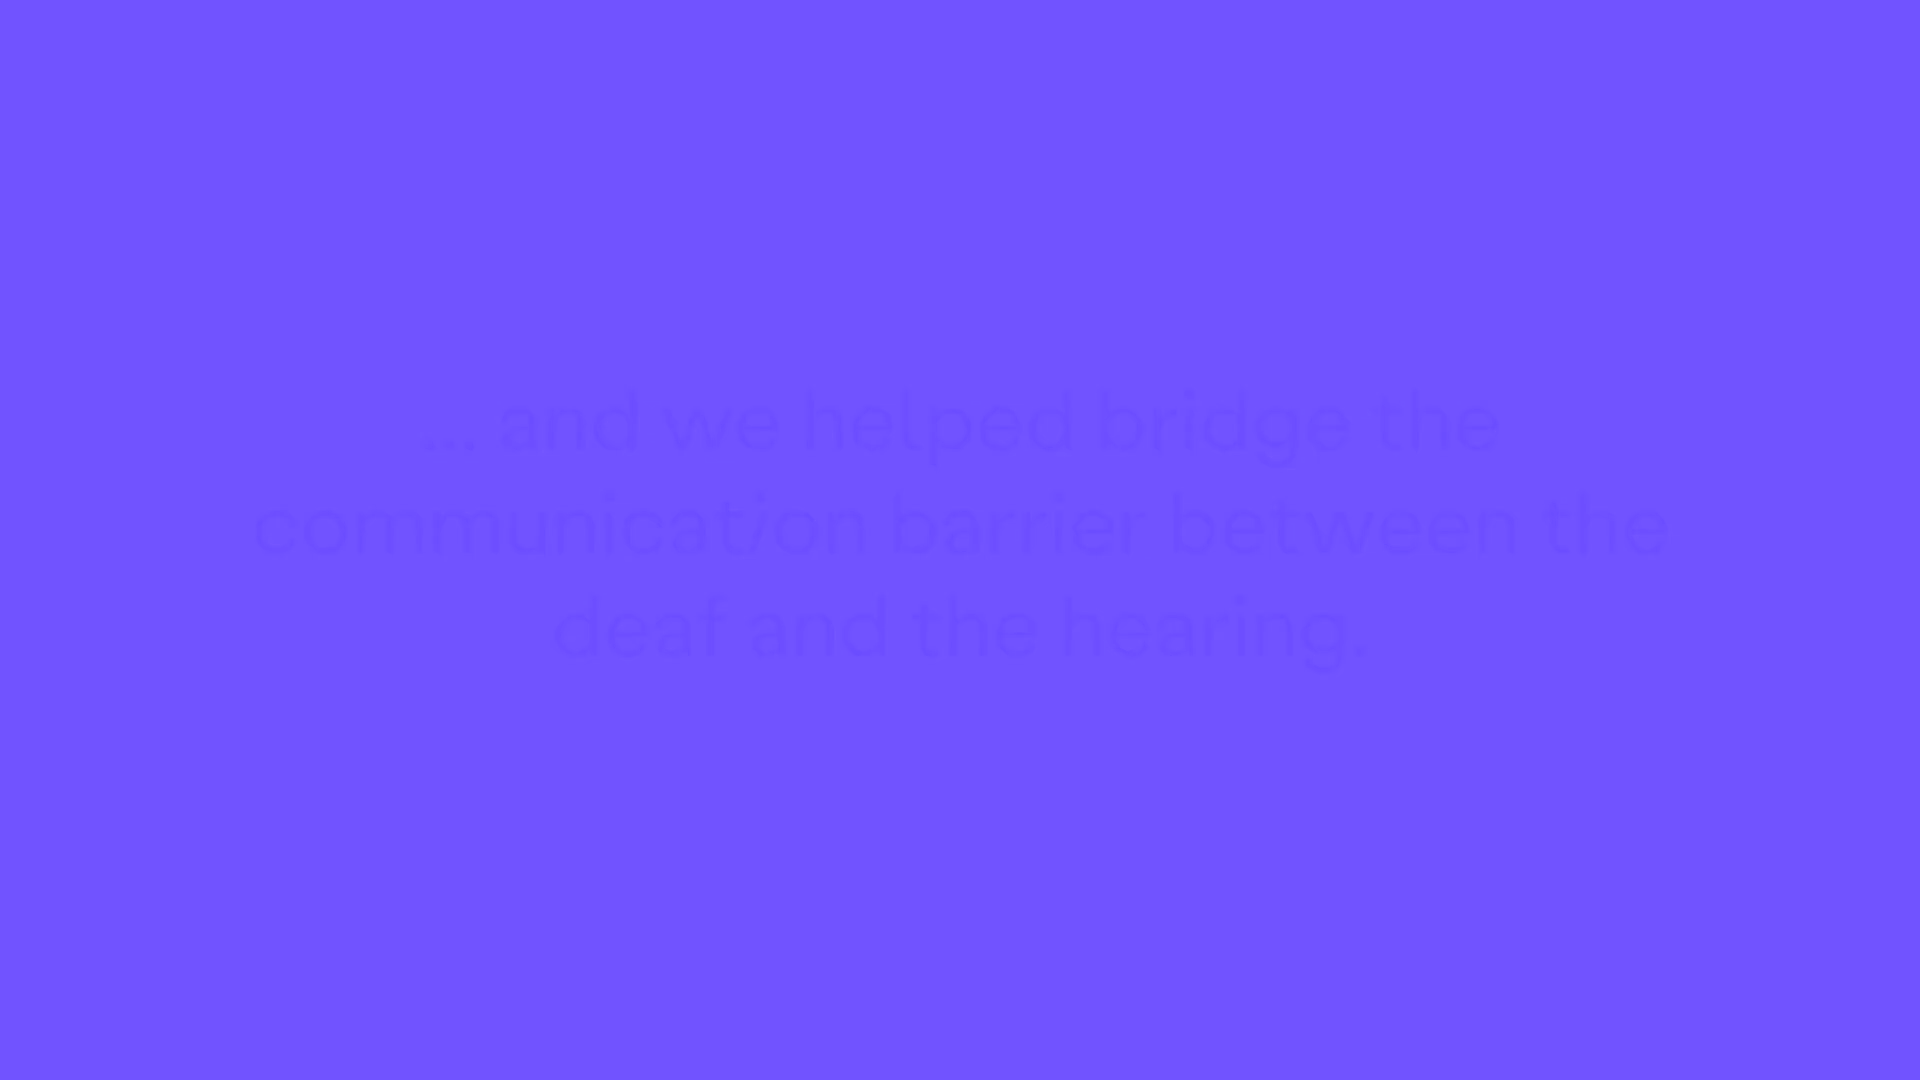 ... and we helped bridge the
communication barrier between the
deaf and the hearing.